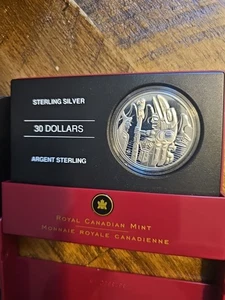 STERLING SILVER
30 DOLLARS
ARGENT STERLING
ROYAL CANADIAN MINT
MONNAIE ROYALE CANADIENNE